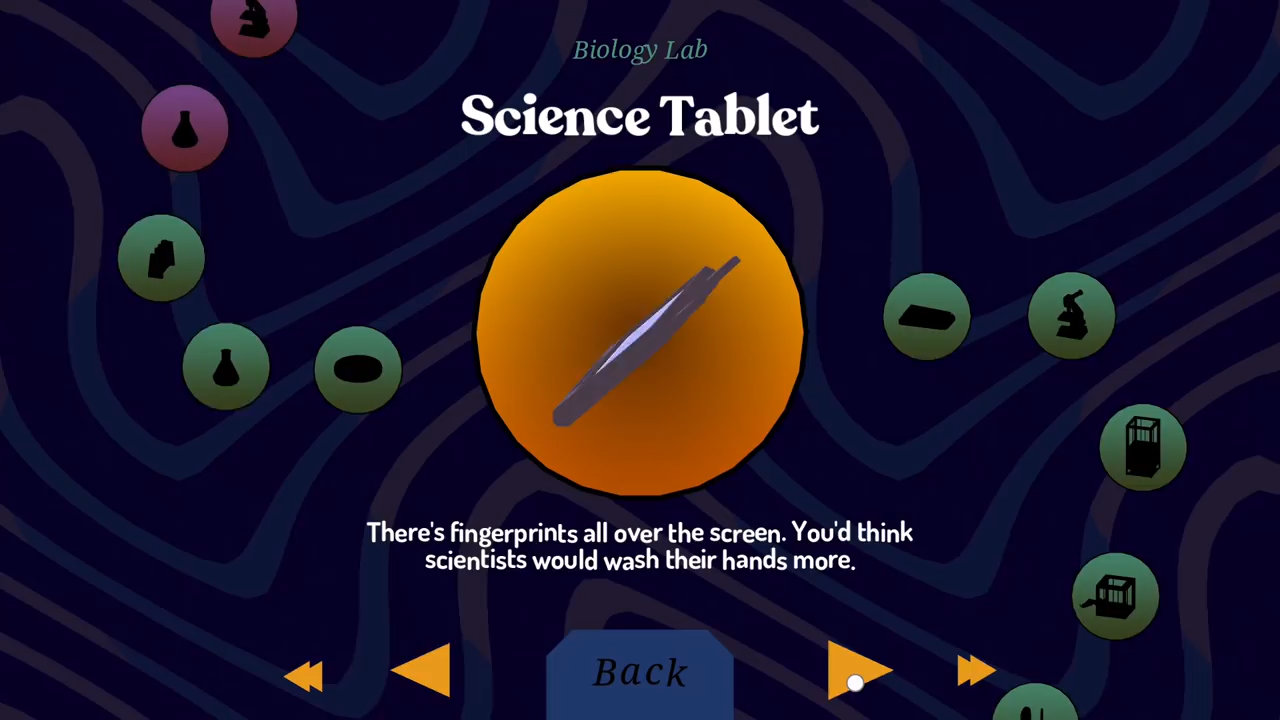 Biology Lab
Science Tablet
There's fingerprints all over the screen. You'd think
scientists would wash their hands more.
Back